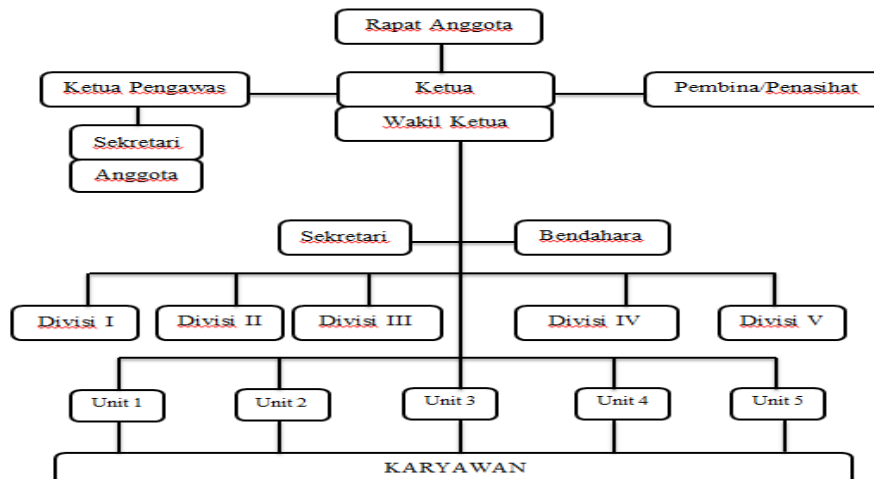 Rapat Anggota
Ketua Pengawas
Ketua
Pembina/Penasihat
Wakil Ketua
Sekretari
Anggota
Sekretari
Bendahara
Divisi I
Divisi II
Divisi III
Divisi IV
Divisi V
Unit 1
Unit 2
Unit 3
Unit 4
Unit 5
KARYAWAN